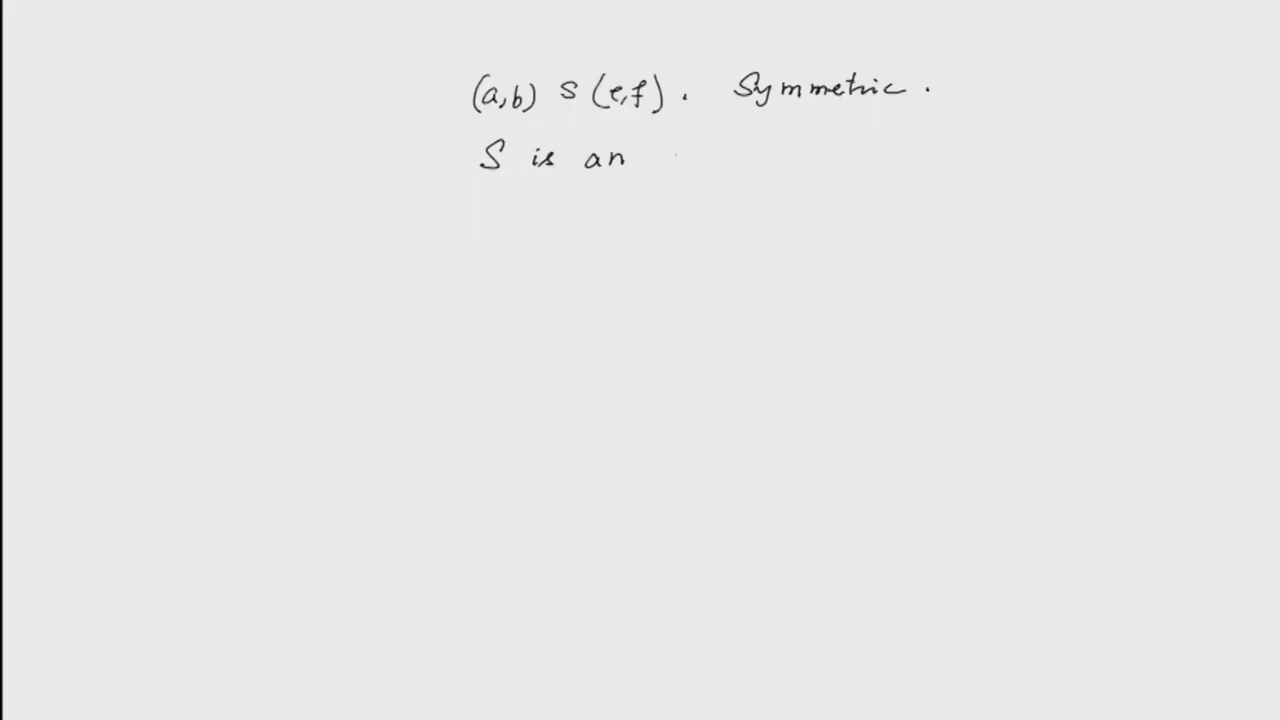 (a,b) S (e,f). Symmetric.
S is an